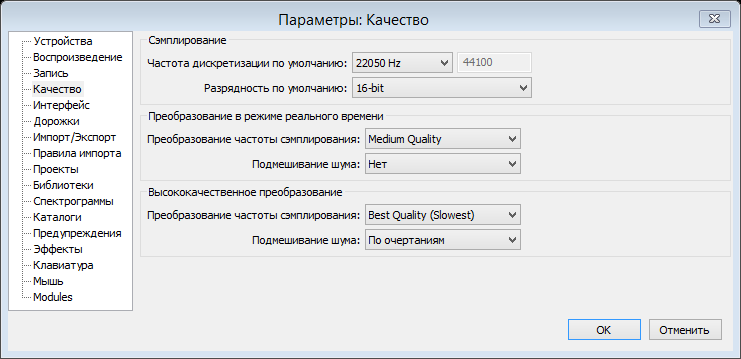 Параметры: Качество
Устройства
Воспроизведение
Запись
Качество
Интерфейс
Дорожки
Импорт/Экспорт
Правила импорта
Проекты
Библиотеки
Спектрограммы
Каталоги
Предупреждения
Эффекты
Клавиатура
Мышь
Modules
Сэмплирование
Частота дискретизации по умолчанию: 22050 Hz 44100
Разрядность по умолчанию: 16-bit
Преобразование в режиме реального времени
Преобразование частоты сэмплирования: Medium Quality
Подмешивание шума: Нет
Высококачественное преобразование
Преобразование частоты сэмплирования: Best Quality (Slowest)
Подмешивание шума: По очертаниям
OK Отменить